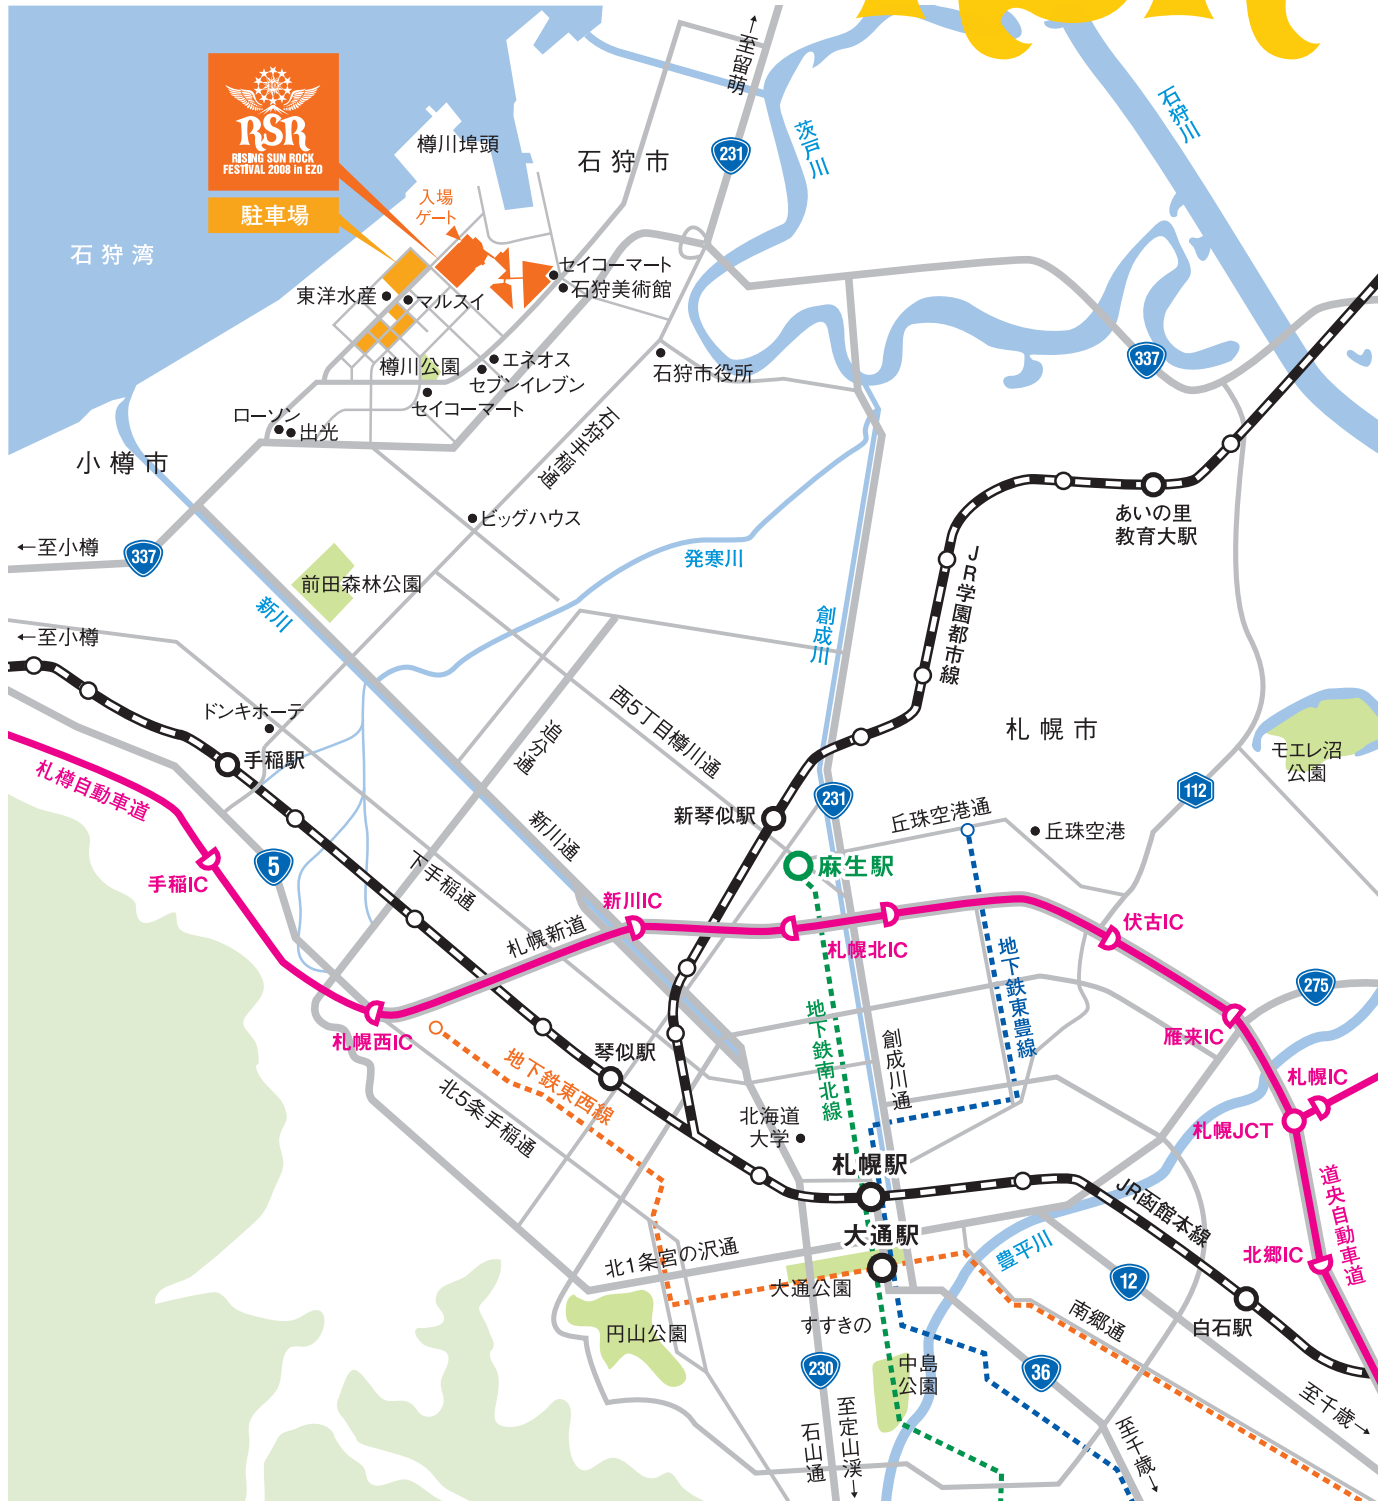 RSR
RISING SUN ROCK
FESTIVAL 2008 in EZO
駐車場
樽川埠頭
石狩市
入場
ゲート
←至留萌
231
茨戸川
石狩川
石狩湾
セイコーマート
石狩美術館
東洋水産
マルスイ
樽川公園
エネオス
セブンイレブン
セイコーマート
石狩市役所
337
ローソン
出光
小樽市
石狩手稲通
ビッグハウス
あいの里
教育大駅
←至小樽
337
前田森林公園
発寒川
新川
創成川
JR学園都市線
←至小樽
ドンキホーテ
手稲駅
追分通
西5丁目樽川通
札幌市
モエレ沼
公園
札樽自動車道
新琴似駅
231
112
丘珠空港通
丘珠空港
麻生駅
新川通
下手稲通
5
手稲IC
新川IC
札幌新道
札幌北IC
伏古IC
地下鉄東豊線
275
札幌西IC
地下鉄東西線
琴似駅
地下鉄南北線
創成川通
雁来IC
札幌IC
札幌JCT
北5条手稲通
北海道
大学
札幌駅
大通駅
JR函館本線
道央自動車道
北1条宮の沢通
豊平川
北郷IC
12
大通公園
すすきの
円山公園
南郷通
白石駅
230
中島
公園
36
石山通
至定山渓→
至千歳→
至千歳→